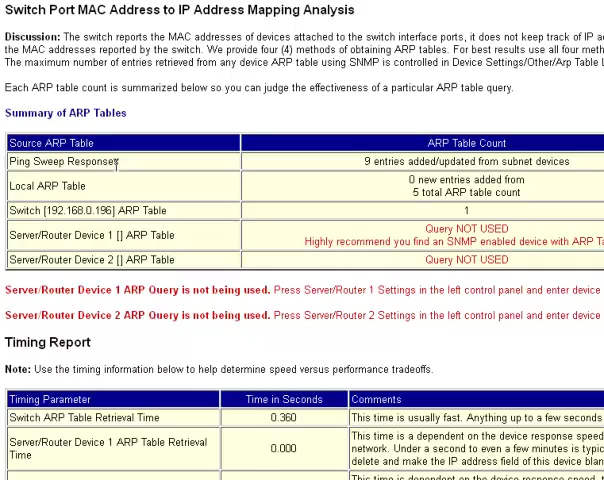 Switch Port MAC Address to IP Address Mapping Analysis
Discussion: The switch reports the MAC addresses of devices attached to the switch interface ports, it does not keep track of IP
the MAC addresses reported by the switch. We provide four (4) methods of obtaining ARP tables. For best results use all four
The maximum number of entries retrieved from any device ARP table using SNMP is controlled in Device Settings/Other/Arp Table
Each ARP table count is summarized below so you can judge the effectiveness of a particular ARP table query.
Summary of ARP Tables
Source ARP Table ARP Table Count
Ping Sweep Responses 9 entries added/updated from subnet devices
Local ARP Table 0 new entries added from
5 total ARP table count
Switch [192.168.0.196] ARP Table 1
Server/Router Device 1 [] ARP Table Query NOT USED
Highly recommend you find an SNMP enabled device with ARP
Server/Router Device 2 [] ARP Table Query NOT USED
Server/Router Device 1 ARP Query is not being used. Press Server/Router 1 Settings in the left control panel and enter device
Server/Router Device 2 ARP Query is not being used. Press Server/Router 2 Settings in the left control panel and enter device
Timing Report
Note: Use the timing information below to help determine speed versus performance tradeoffs.
Timing Parameter Time in Seconds Comments
Switch ARP Table Retrieval Time 0.360 This time is usually fast. Anything up to a few seconds
Server/Router Device 1 ARP Table Retrieval
Time 0.000 This time is a dependent on the device response speed
network. Under a second to even a few minutes is
delete and make the IP address field of this device
This time is dependent on the device response speed,